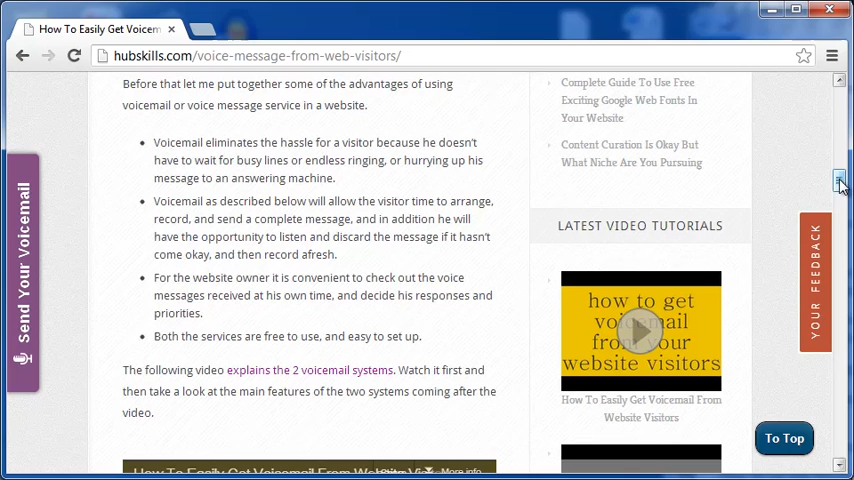 How To Easily Get Voicem
hubskills.com/voice-message-from-web-visitors/
Before that let me put together some of the advantages of using
voicemail or voice message service in a website.
Voicemail eliminates the hassle for a visitor because he doesn't
have to wait for busy lines or endless ringing, or hurrying up his
message to an answering machine.
Voicemail as described below will allow the visitor time to arrange,
record, and send a complete message, and in addition he will
have the opportunity to listen and discard the message if it hasn't
come okay, and then record afresh.
For the website owner it is convenient to check out the voice
messages received at his own time, and decide his responses and
priorities.
Both the services are free to use, and easy to set up.
The following video explains the 2 voicemail systems. Watch it first and
then take a look at the main features of the two systems coming after the
video.
How To Easily Get Voicemail From Website Vi
More info
Send Your Voicemail
Complete Guide To Use Free
Exciting Google Web Fonts In
Your Website
Content Curation Is Okay But
What Niche Are You Pursuing
LATEST VIDEO TUTORIALS
how to get
voicemail
from your
website visitors
How To Easily Get Voicemail From
Website Visitors
YOUR FEEDBACK
To Top